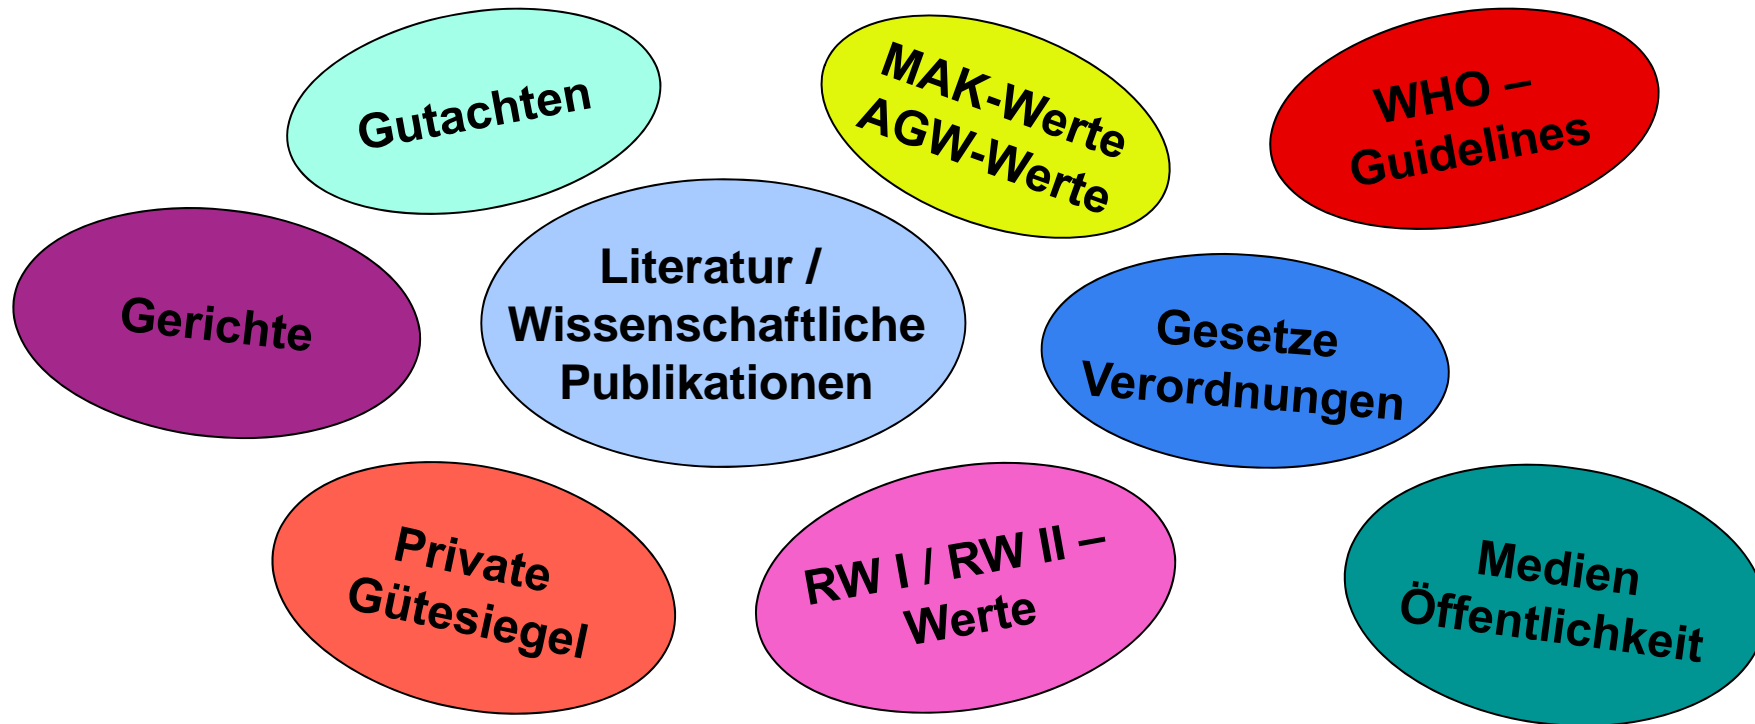 Gutachten
MAK-Werte
AGW-Werte
WHO –
Guidelines
Gerichte
Literatur /
Wissenschaftliche
Publikationen
Gesetze
Verordnungen
Private
Gütesiegel
RW I / RW II –
Werte
Medien
Öffentlichkeit